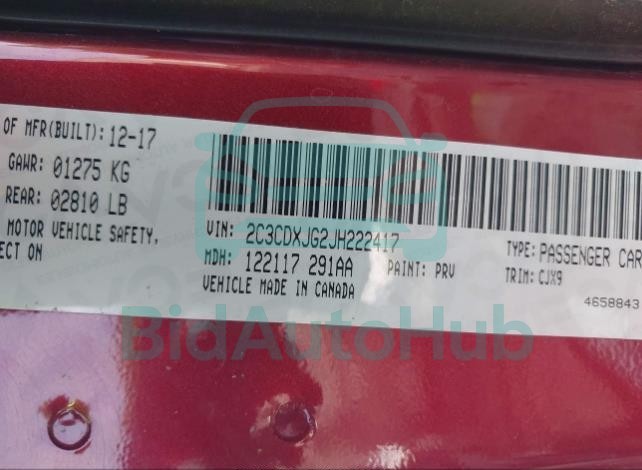 OF MFR(BUILT): 12-17
GAWR: 01275 KG
REAR: 02810 LB
MOTOR VEHICLE SAFETY,
ECT ON
VIN: 2C3CDXJG2JH222417
MDH: 122117 291AA
PAINT: PRV
VEHICLE MADE IN CANADA
TYPE: PASSENGER CAR
TRIM: CJX9
4658843
BidAutoHub